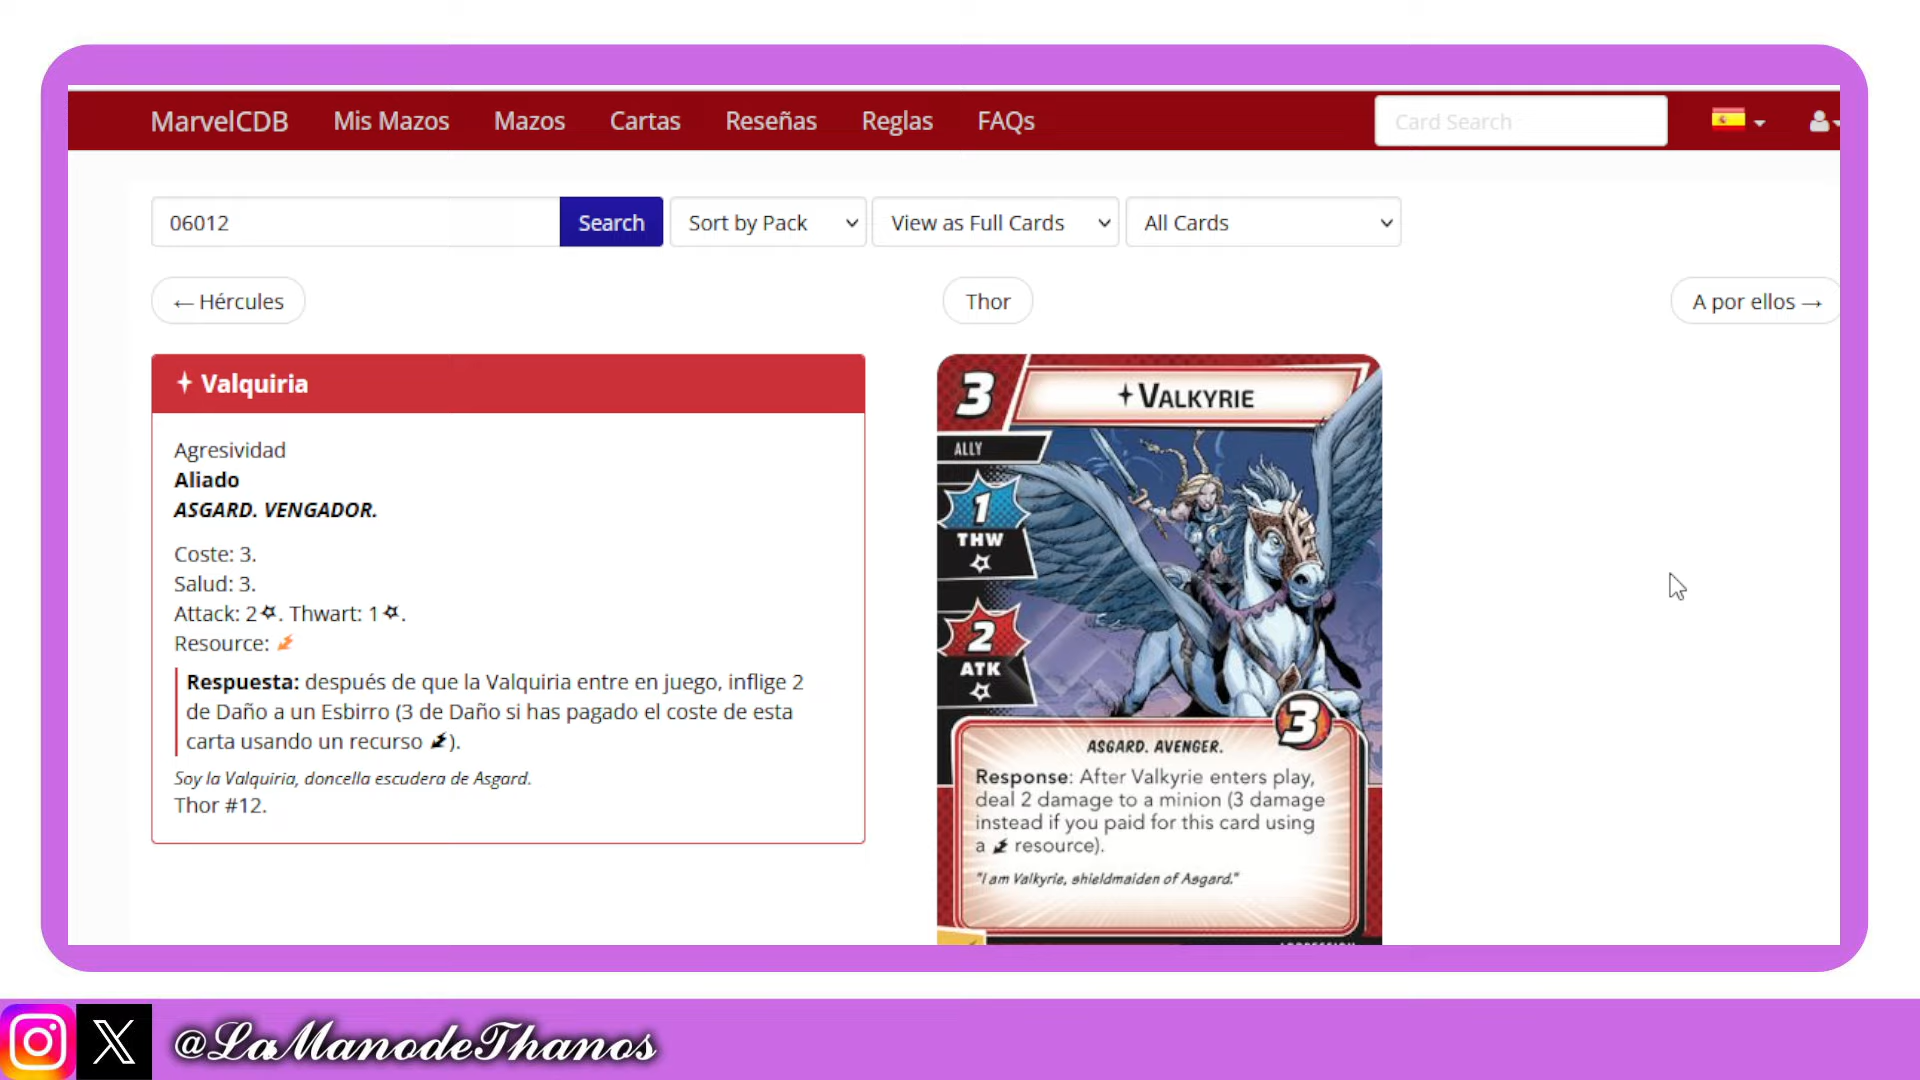 MarvelCDB Mis Mazos Mazos Cartas Reseñas Reglas FAQs Card Search
06012 Search Sort by Pack View as Full Cards All Cards
← Hércules Thor A por ellos →
Valquiria
Agresividad
Aliado
ASGARD. VENGADOR.
Coste: 3.
Salud: 3.
Attack: 2. Thwart: 1.
Resource:
Respuesta: después de que la Valquiria entre en juego, inflige 2
de Daño a un Esbirro (3 de Daño si has pagado el coste de esta
carta usando un recurso ).
Soy la Valquiria, doncella escudera de Asgard.
Thor #12.
3 VALKYRIE
ALLY
1
THW
2
ATK
3
ASGARD. AVENGER.
Response: After Valkyrie enters play,
deal 2 damage to a minion (3 damage
instead if you paid for this card using
a resource).
"I am Valkyrie, shieldmaiden of Asgard."
@LaManodeThanos